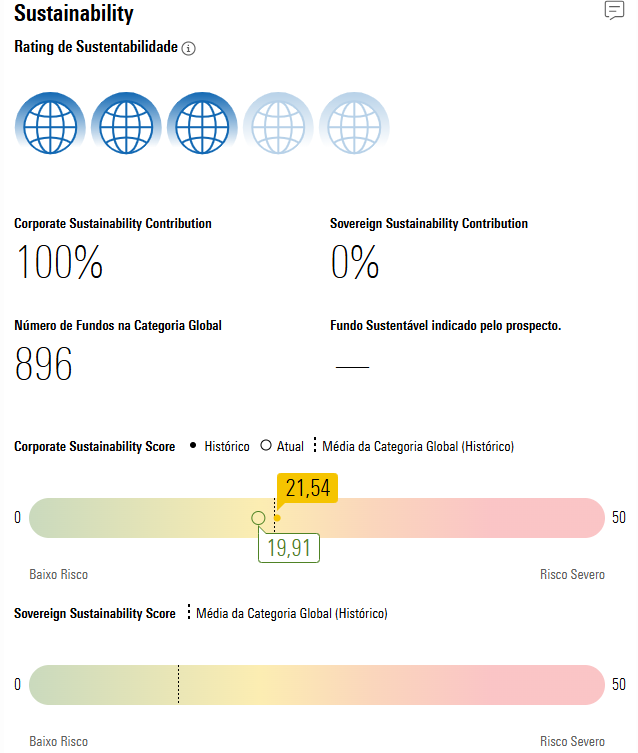 Sustainability
Rating de Sustentabilidade
Corporate Sustainability Contribution
Sovereign Sustainability Contribution
100%
0%
Número de Fundos na Categoria Global
Fundo Sustentável indicado pelo prospecto.
896
—
Corporate Sustainability Score Histórico Atual Média da Categoria Global (Histórico)
21,54
0
50
19,91
Baixo Risco
Risco Severo
Sovereign Sustainability Score Média da Categoria Global (Histórico)
0
50
Baixo Risco
Risco Severo